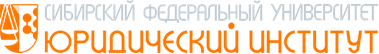 СИБИРСКИЙ ФЕДЕРАЛЬНЫЙ УНИВЕРСИТЕТ
ЮРИДИЧЕСКИЙ ИНСТИТУТ